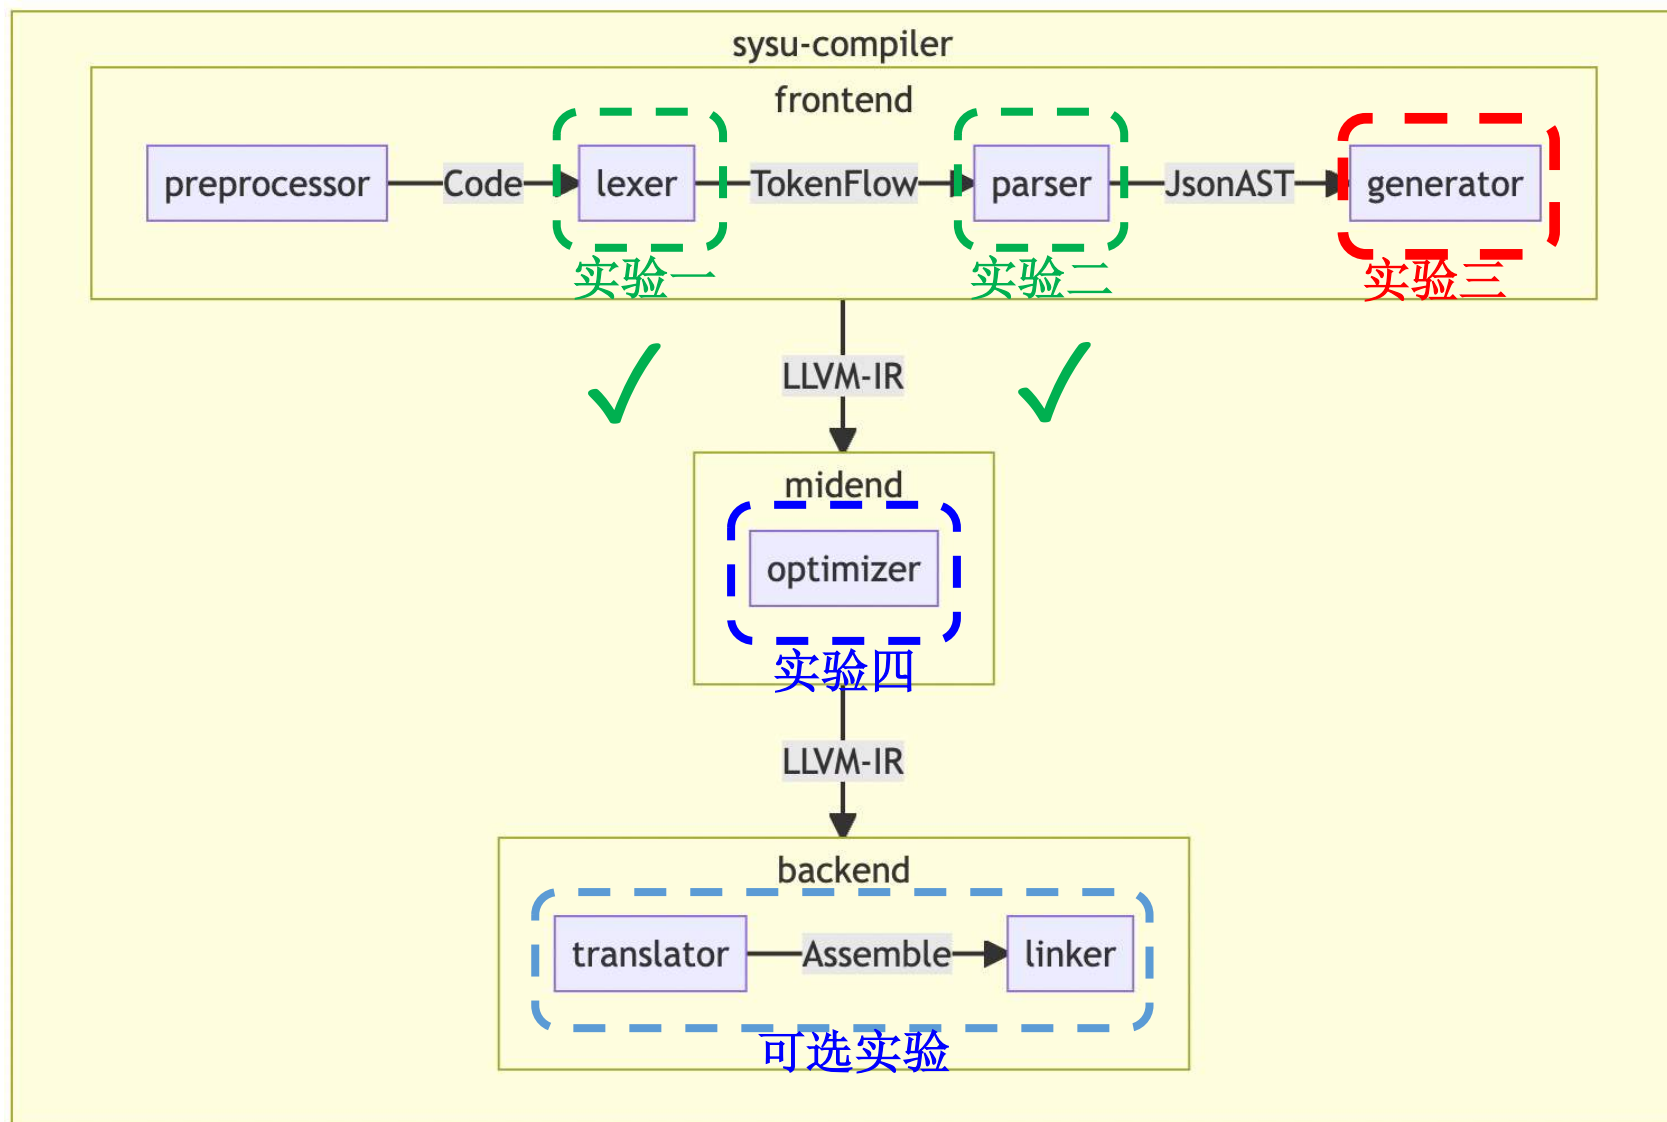 sysu-compiler
frontend
preprocessor
Code
lexer
TokenFlow
parser
JsonAST
generator
实验一
实验二
实验三
LLVM-IR
midend
optimizer
实验四
LLVM-IR
backend
translator
Assemble
linker
可选实验